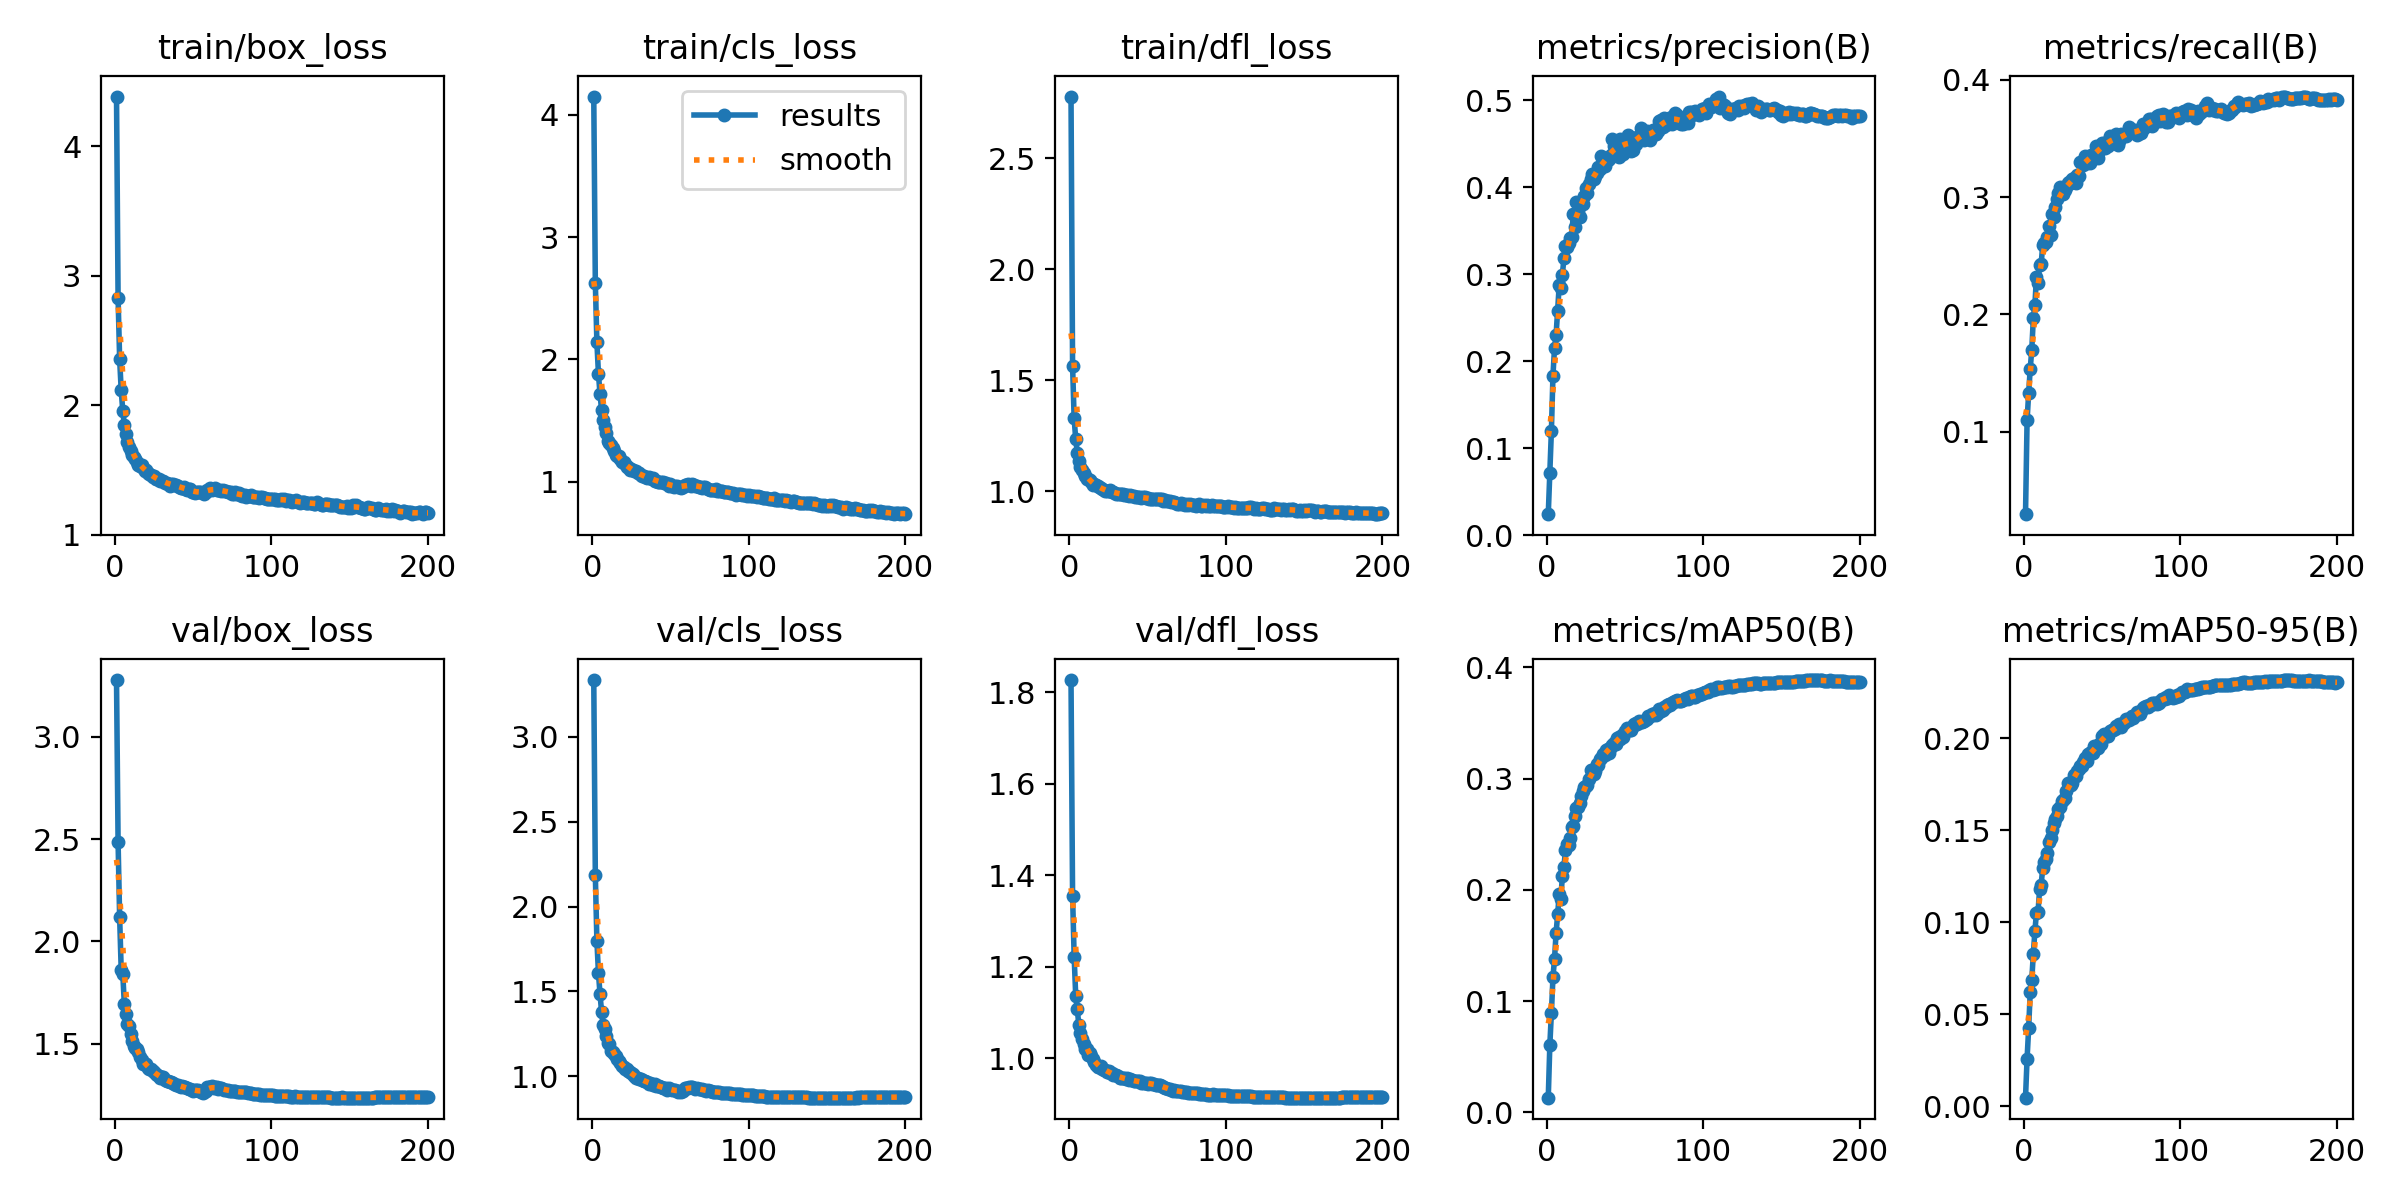 train/box_loss
4
3
2
1
0 100 200
train/cls_loss
results
smooth
4
3
2
1
0 100 200
train/dfl_loss
2.5
2.0
1.5
1.0
0 100 200
metrics/precision(B)
0.5
0.4
0.3
0.2
0.1
0.0
0 100 200
metrics/recall(B)
0.4
0.3
0.2
0.1
0 100 200
val/box_loss
3.0
2.5
2.0
1.5
0 100 200
val/cls_loss
3.0
2.5
2.0
1.5
1.0
0 100 200
val/dfl_loss
1.8
1.6
1.4
1.2
1.0
0 100 200
metrics/mAP50(B)
0.4
0.3
0.2
0.1
0.0
0 100 200
metrics/mAP50-95(B)
0.20
0.15
0.10
0.05
0.00
0 100 200